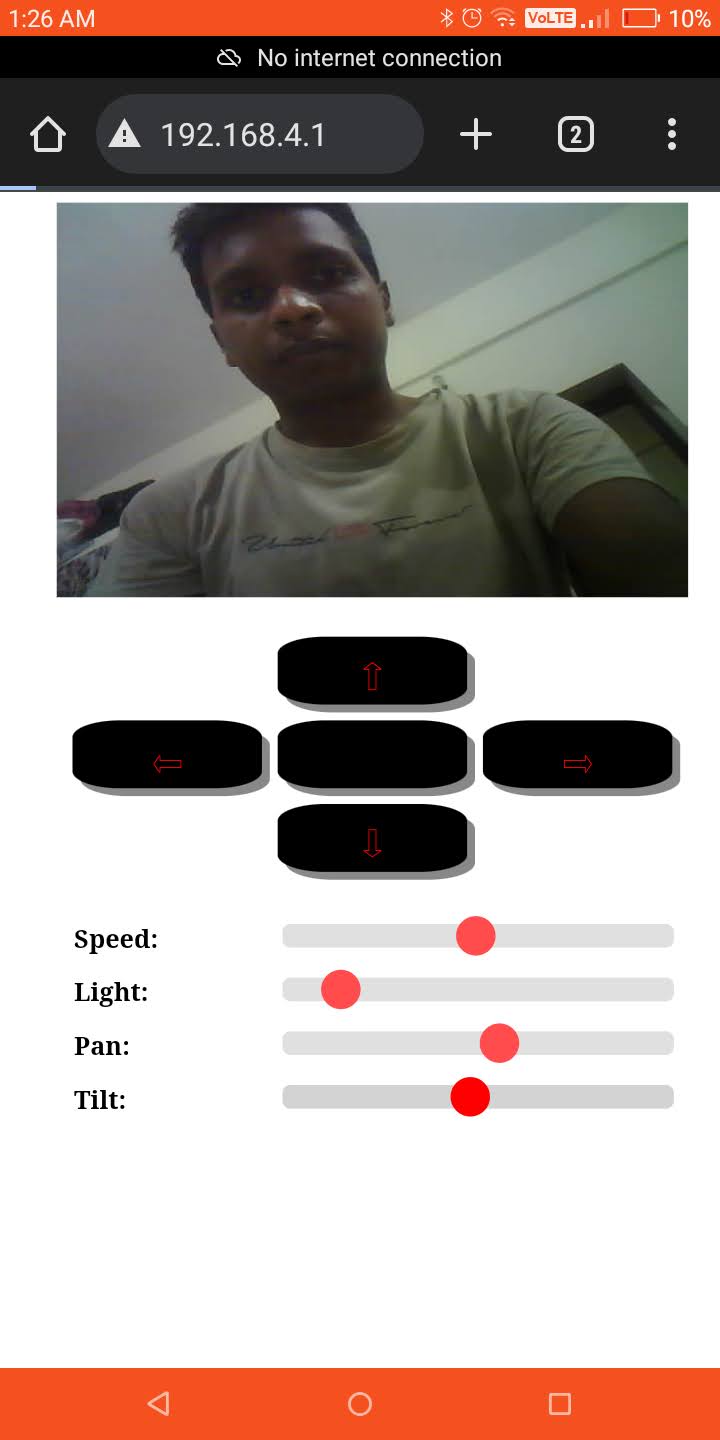 1:26 AM VoLTE 10%
No internet connection
192.168.4.1 2
⇧
⇦ ⇨
⇩
Speed:
Light:
Pan:
Tilt: